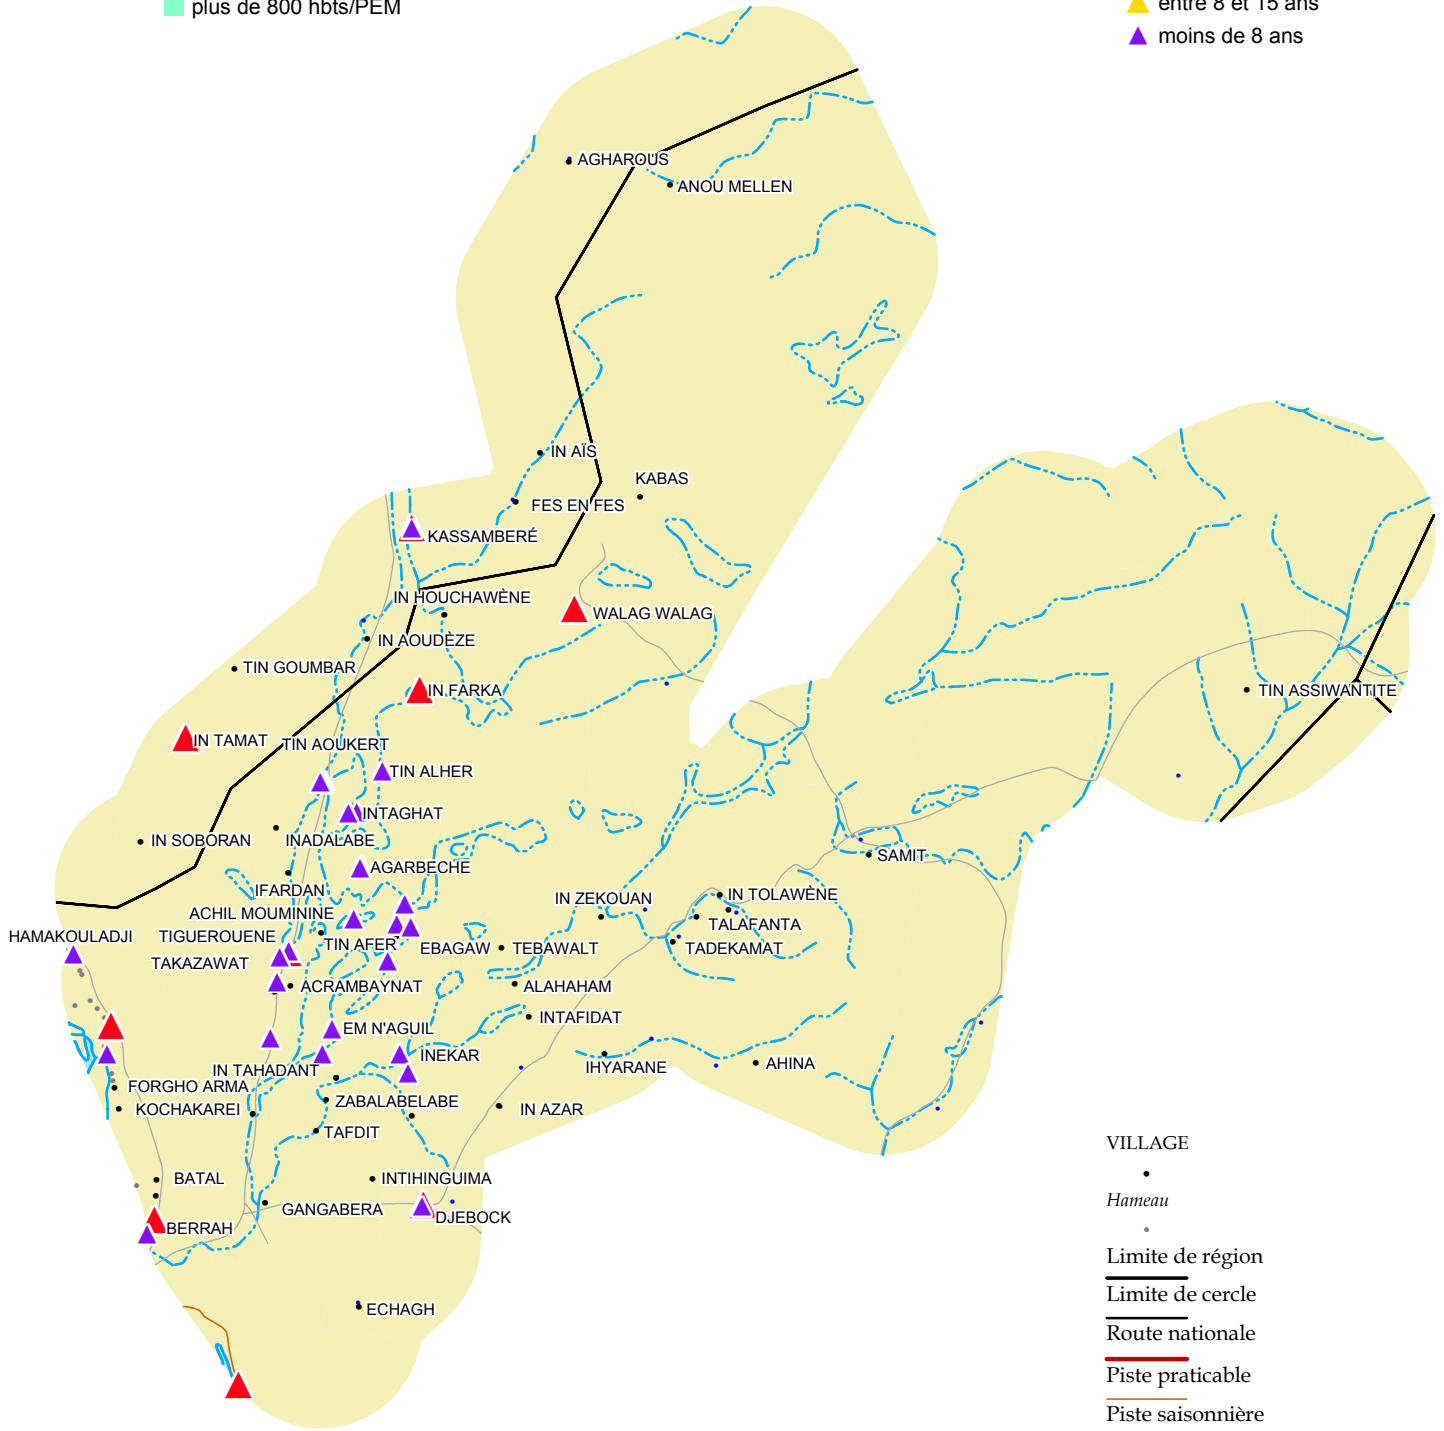 plus de 800 hbts/PEM
entre 8 et 15 ans
moins de 8 ans
AGHAROUS
ANOU MELLEN
IN AÏS
KABAS
FES EN FES
KASSAMBERÉ
IN HOUCHAWÈNE
WALAG WALAG
IN AOUDÈZE
TIN GOUMBAR
IN FARKA
TIN ASSIWANTITE
IN TAMAT
TIN AOUKERT
TIN ALHER
INTAGHAT
IN SOBORAN
INADALABE
SAMIT
AGARBECHE
IFARDAN
IN ZEKOUAN
IN TOLAWÈNE
ACHIL MOUMININE
TALAFANTA
HAMAKOULADJI
TIGUEROUENE
TIN AFER
EBAGAW
TEBAWALT
TADEKAMAT
TAKAZAWAT
ACRAMBAYNAT
ALAHAHAM
INTAFIDAT
EM N'AGUIL
INEKAR
IHYARANE
AHINA
IN TAHADANT
FORGHO ARMA
KOCHAKAREI
ZABALABELABE
IN AZAR
TAFDIT
BATAL
INTIHINGUIMA
GANGABERA
DJEBOCK
BERRAH
ECHAGH
VILLAGE
Hameau
Limite de région
Limite de cercle
Route nationale
Piste praticable
Piste saisonnière